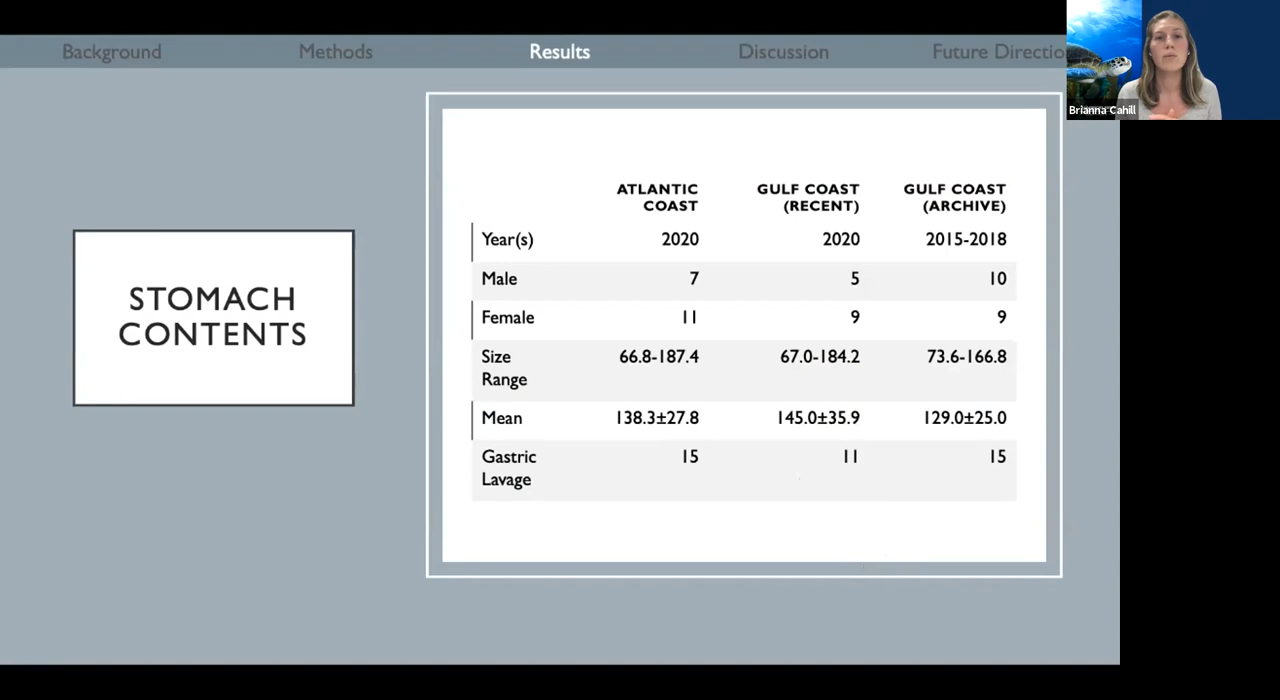 Background Methods Results Discussion Future Directio
Brianna Cahill
STOMACH
CONTENTS
ATLANTIC COAST GULF COAST (RECENT) GULF COAST (ARCHIVE)
Year(s) 2020 2020 2015-2018
Male 7 5 10
Female 11 9 9
Size Range 66.8-187.4 67.0-184.2 73.6-166.8
Mean 138.3±27.8 145.0±35.9 129.0±25.0
Gastric Lavage 15 11 15